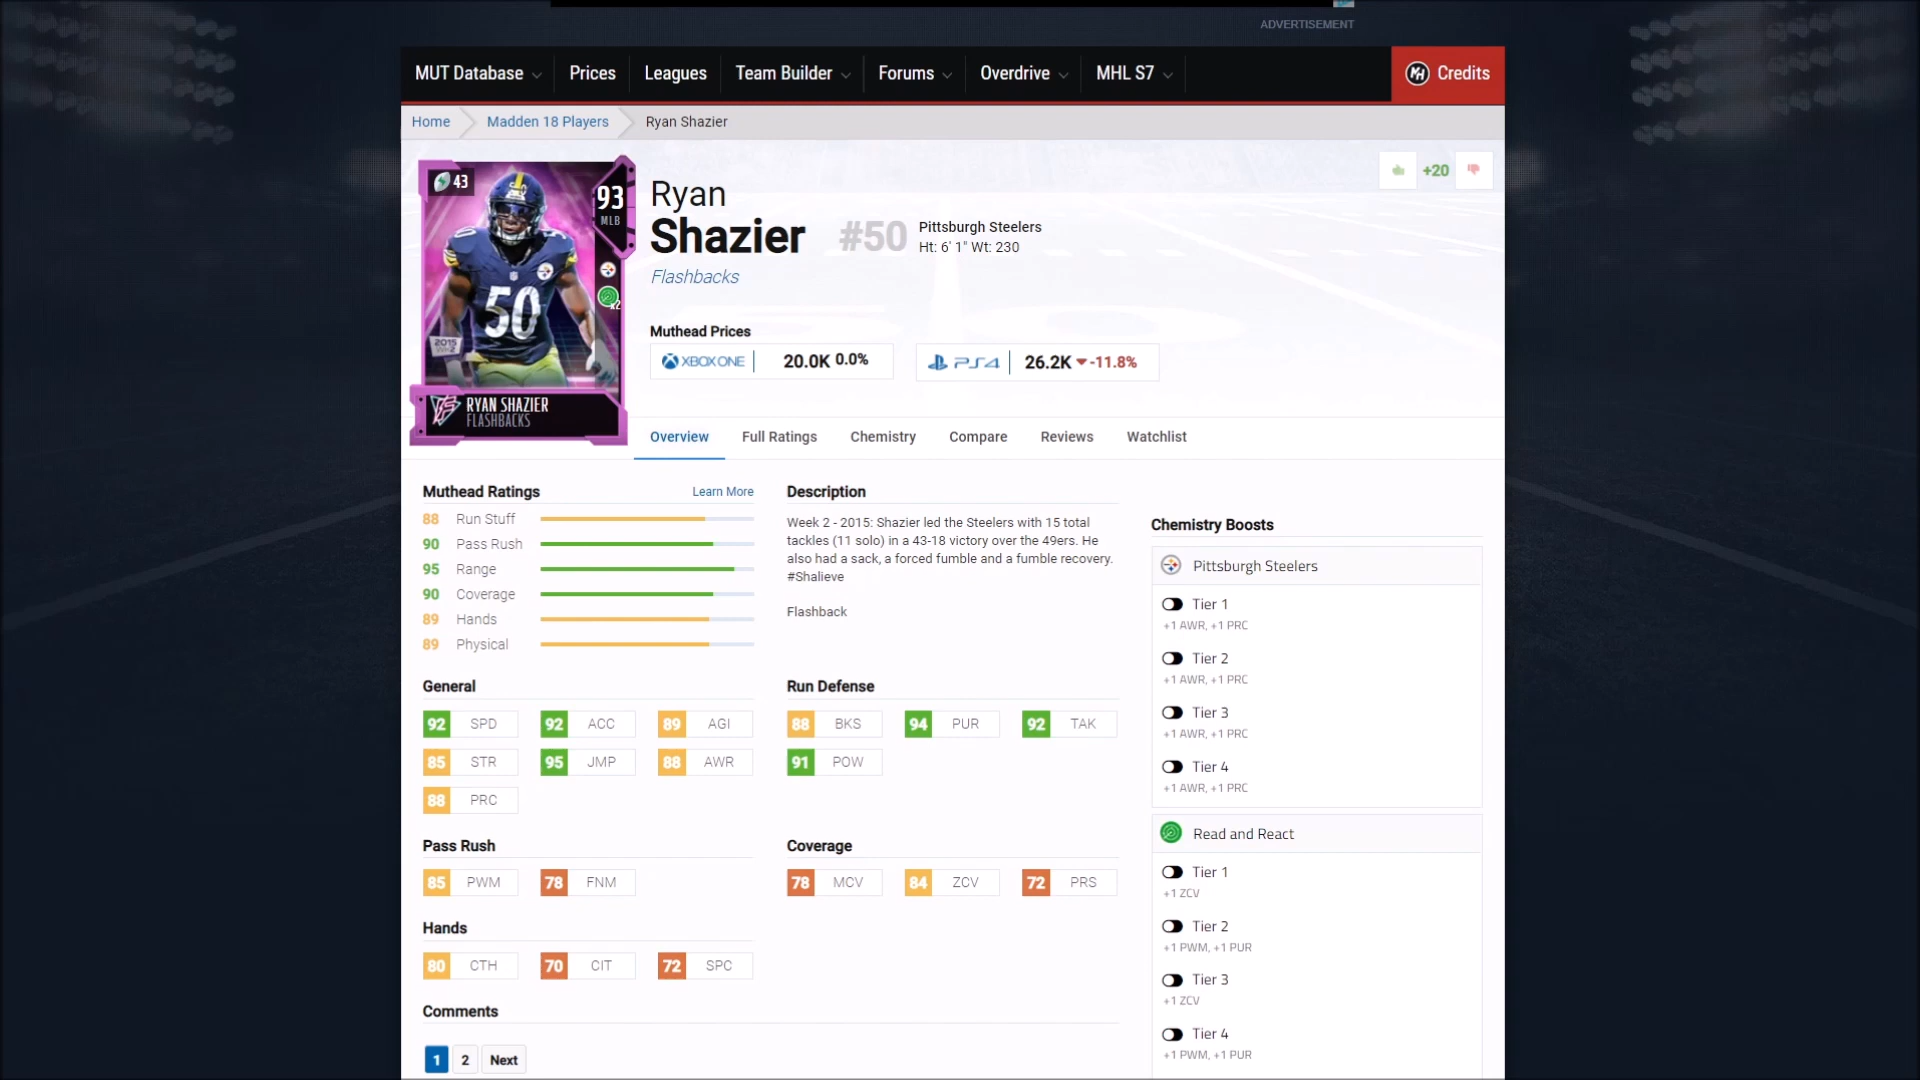 ADVERTISEMENT
MUT Database Prices Leagues Team Builder Forums Overdrive MHL S7 Credits
Home Madden 18 Players Ryan Shazier
43
93
MLB
50
x2
2015
WK2
RYAN SHAZIER
FLASHBACKS
Ryan
Shazier
#50
Pittsburgh Steelers
Ht: 6' 1" Wt: 230
Flashbacks
+20
Muthead Prices
XBOX ONE 20.0K 0.0%
PS4 26.2K -11.8%
Overview Full Ratings Chemistry Compare Reviews Watchlist
Muthead Ratings Learn More
88 Run Stuff
90 Pass Rush
95 Range
90 Coverage
89 Hands
89 Physical
Description
Week 2 - 2015: Shazier led the Steelers with 15 total
tackles (11 solo) in a 43-18 victory over the 49ers. He
also had a sack, a forced fumble and a fumble recovery.
#Shalieve
Flashback
General
92 SPD 92 ACC 89 AGI
85 STR 95 JMP 88 AWR
88 PRC
Run Defense
88 BKS 94 PUR 92 TAK
91 POW
Pass Rush
85 PWM 78 FNM
Coverage
78 MCV 84 ZCV 72 PRS
Hands
80 CTH 70 CIT 72 SPC
Comments
1 2 Next
Chemistry Boosts
Pittsburgh Steelers
Tier 1
+1 AWR, +1 PRC
Tier 2
+1 AWR, +1 PRC
Tier 3
+1 AWR, +1 PRC
Tier 4
+1 AWR, +1 PRC
Read and React
Tier 1
+1 ZCV
Tier 2
+1 PWM, +1 PUR
Tier 3
+1 ZCV
Tier 4
+1 PWM, +1 PUR